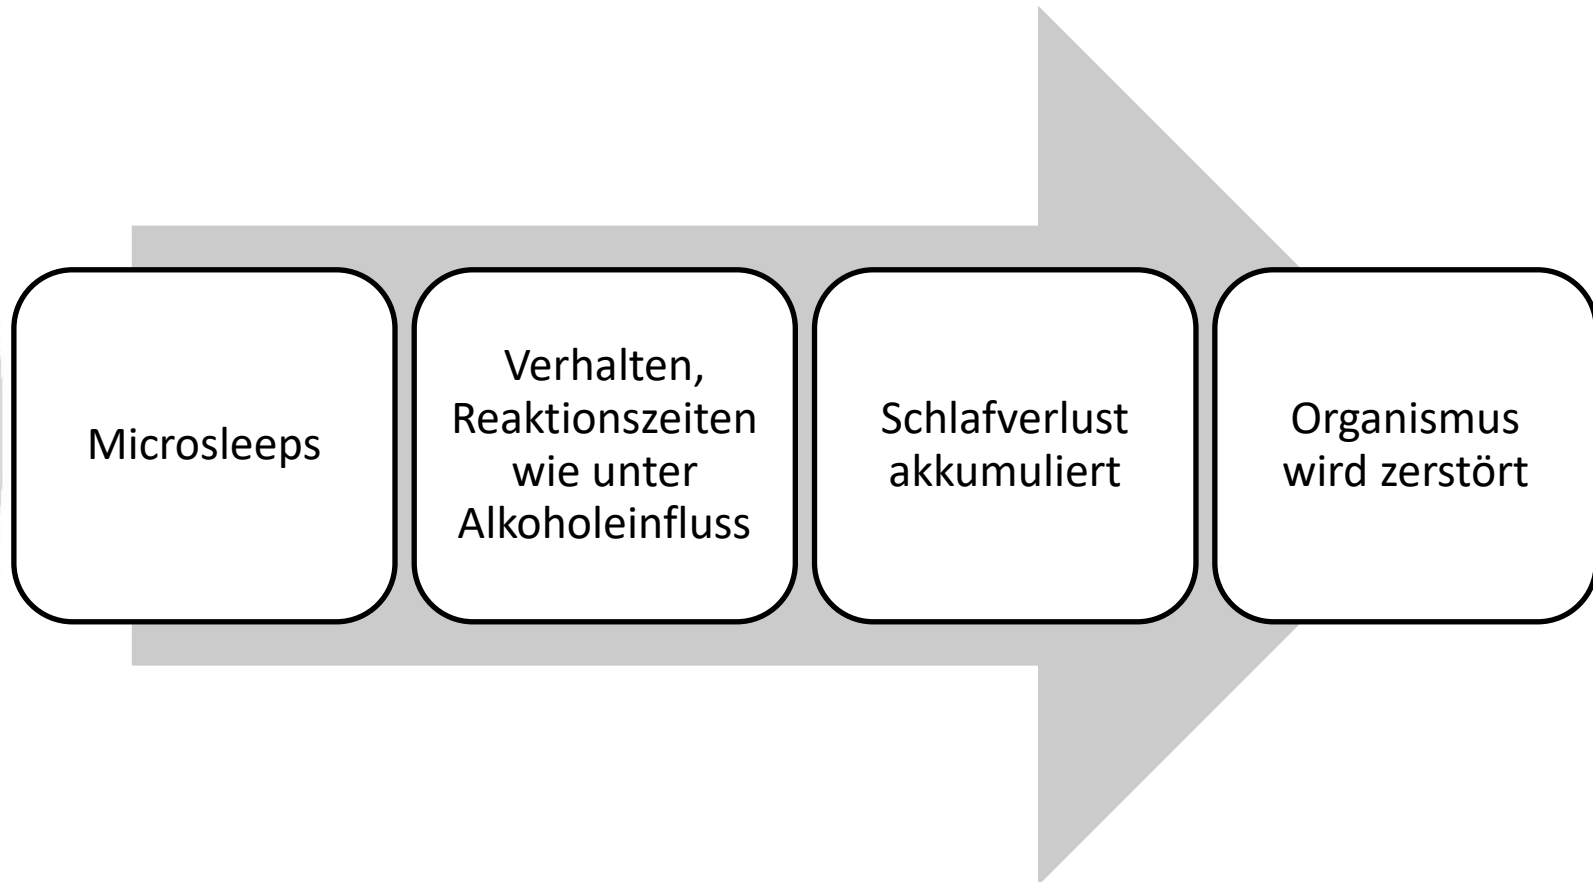 Microsleeps
Verhalten,
Reaktionszeiten
wie unter
Alkoholeinfluss
Schlafverlust
akkumuliert
Organismus
wird zerstört